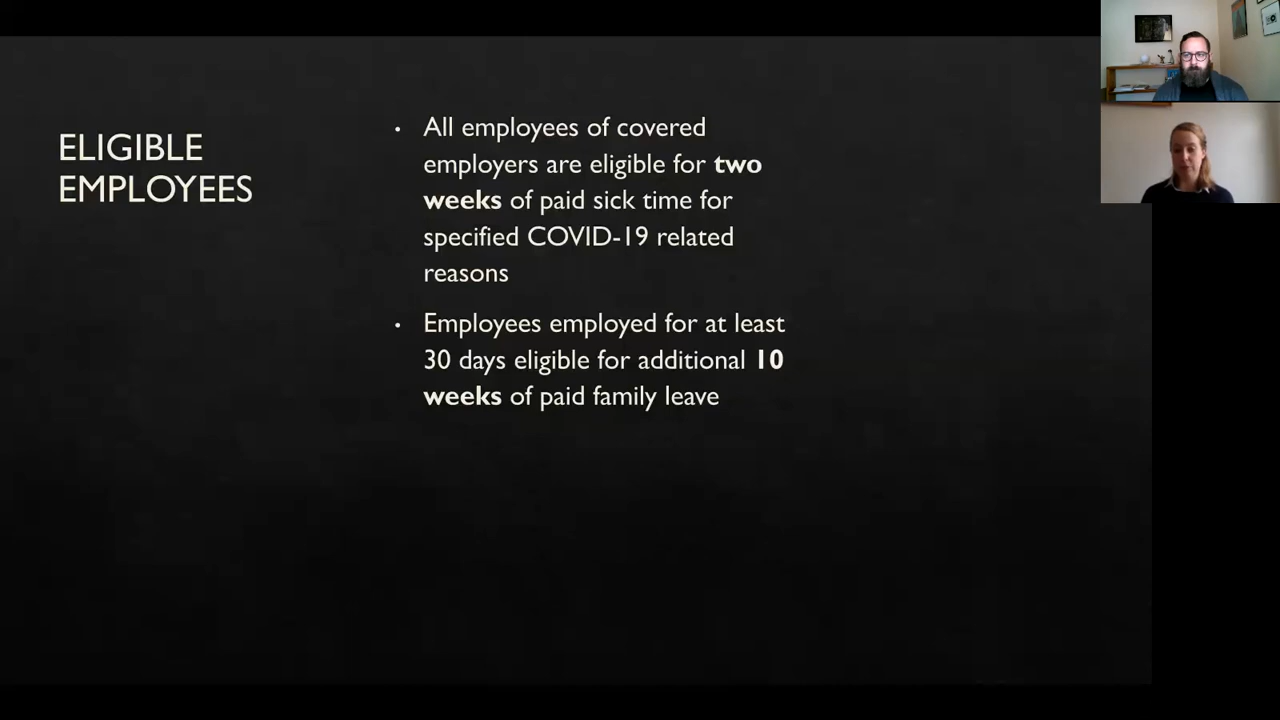 ELIGIBLE
EMPLOYEES
• All employees of covered
employers are eligible for two
weeks of paid sick time for
specified COVID-19 related
reasons
• Employees employed for at least
30 days eligible for additional 10
weeks of paid family leave